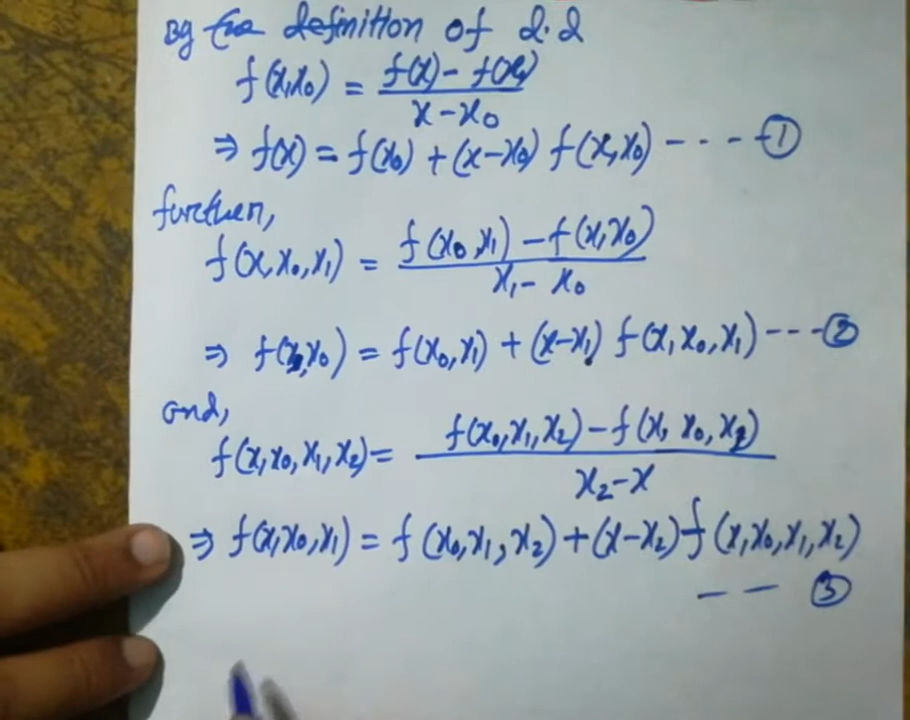 By definition of d.d
f(x,x₀) = f(x) - f(x₀) / x - x₀
⇒ f(x) = f(x₀) + (x-x₀) f(x,x₀) ---- ①
further,
f(x,x₀,x₁) = f(x₀,x₁) - f(x,x₀) / x₁ - x₀
⇒ f(x,x₀) = f(x₀,x₁) + (x-x₁) f(x,x₀,x₁) --- ②
and,
f(x,x₀,x₁,x₂) = f(x₀,x₁,x₂) - f(x, x₀,x₂) / x₂-x
⇒ f(x,x₀,x₁) = f(x₀,x₁,x₂) + (x-x₂) f(x,x₀,x₁,x₂)
-- ③